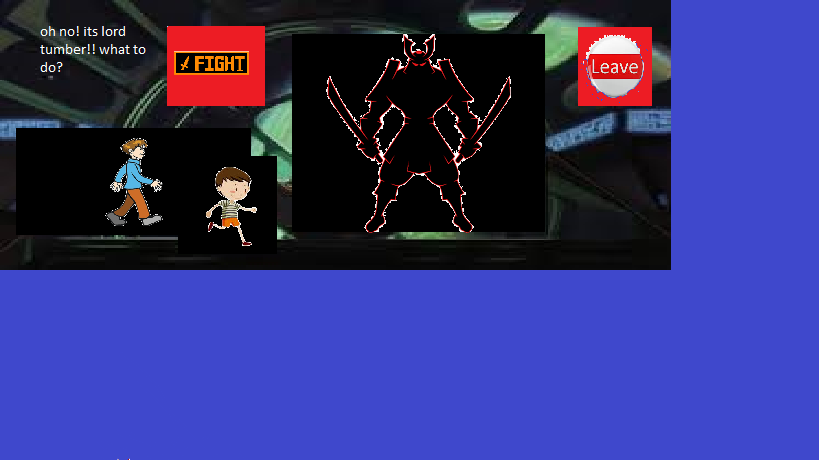 oh no! its lord
tumber!! what to
do?
FIGHT
Leave